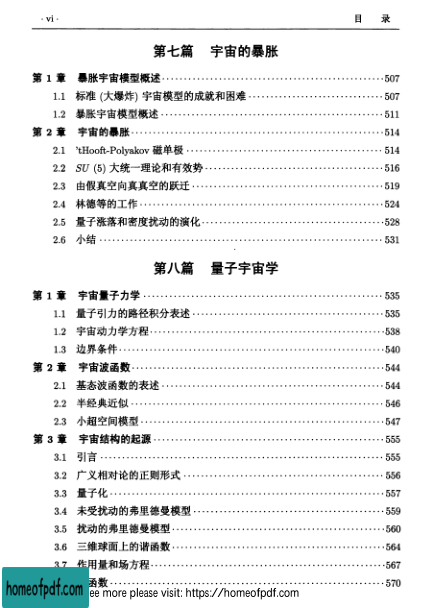 · vi ·
目 录
第七篇 宇宙的暴胀
第 1 章 暴胀宇宙模型概述 507
1.1 标准 (大爆炸) 宇宙模型的成就和困难 507
1.2 暴胀宇宙模型概述 511
第 2 章 宇宙的暴胀 514
2.1 'tHooft-Polyakov 磁单极 514
2.2 SU (5) 大统一理论和有效势 516
2.3 由假真空向真真空的跃迁 519
2.4 林德等的工作 524
2.5 量子涨落和密度扰动的演化 528
2.6 小结 531
第八篇 量子宇宙学
第 1 章 宇宙量子力学 535
1.1 量子引力的路径积分表述 535
1.2 宇宙动力学方程 538
1.3 边界条件 540
第 2 章 宇宙波函数 544
2.1 基态波函数的表述 544
2.2 半经典近似 546
2.3 小超空间模型 547
第 3 章 宇宙结构的起源 555
3.1 引言 555
3.2 广义相对论的正则形式 556
3.3 量子化 557
3.4 未受扰动的弗里德曼模型 559
3.5 扰动的弗里德曼模型 560
3.6 三维球面上的谐函数 564
3.7 作用量和场方程 567
函数 570
homeofpdf.com
ee more please visit: https://homeofpdf.com